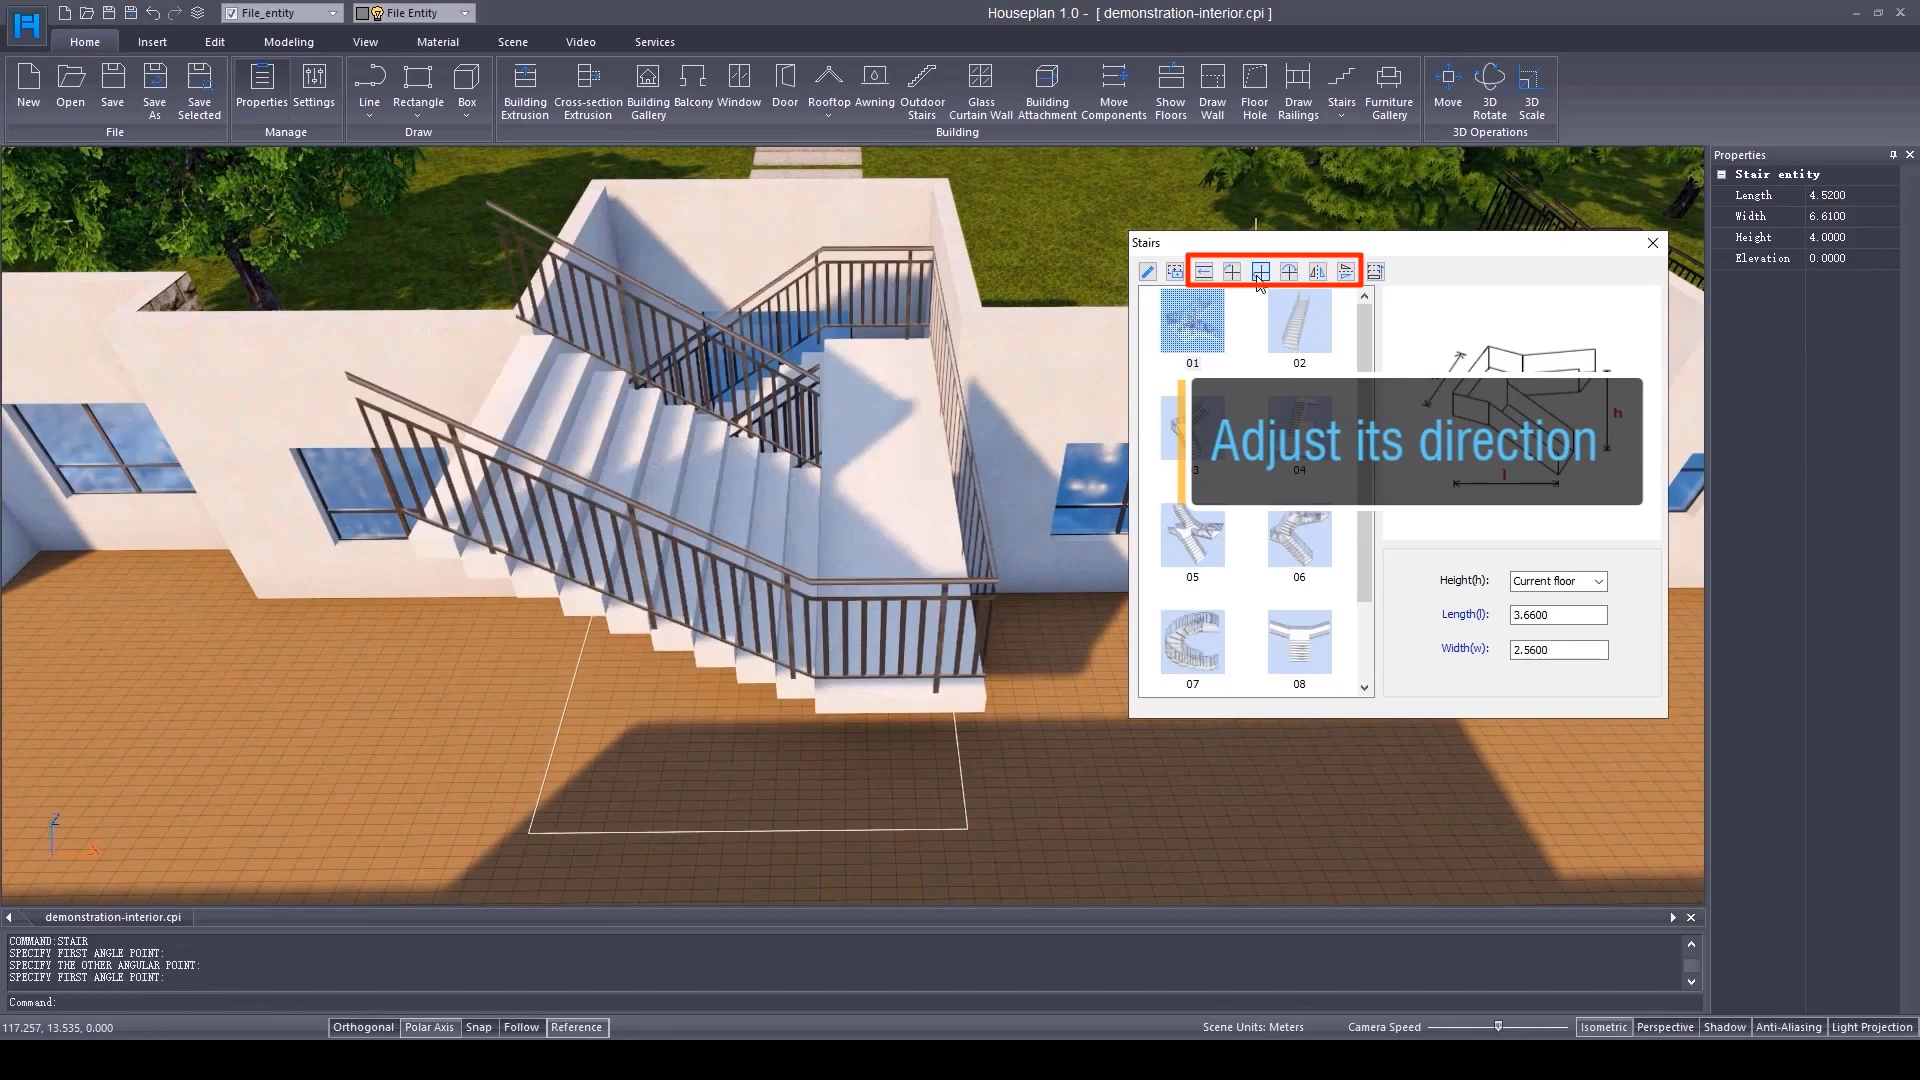 File_entity
File Entity
Houseplan 1.0 - [ demonstration-interior.cpi ]
Home Insert Edit Modeling View Material Scene Video Services
New
Open
Save
Save As
Save Selected
Properties
Settings
Line
Rectangle
Box
Building Extrusion
Cross-section Extrusion
Building Gallery
Balcony
Window
Door
Rooftop
Awning
Outdoor Stairs
Glass Curtain Wall
Building Attachment
Move Components
Show Floors
Draw Wall
Floor Hole
Draw Railings
Stairs
Furniture Gallery
Move
3D Rotate
3D Scale
File
Manage
Draw
Building
3D Operations
Properties
Stair entity
Length 4.5200
Width 6.6100
Height 4.0000
Elevation 0.0000
Stairs
01
02
3
04
05
06
07
08
h
l
Adjust its direction
Height(h): Current floor
Length(l): 3.6600
Width(w): 2.5600
Z
X
demonstration-interior.cpi
COMMAND:STAIR
SPECIFY FIRST ANGLE POINT:
SPECIFY THE OTHER ANGULAR POINT:
SPECIFY FIRST ANGLE POINT:
Command:
117.257, 13.535, 0.000
Orthogonal Polar Axis Snap Follow Reference
Scene Units: Meters
Camera Speed
Isometric Perspective Shadow Anti-Aliasing Light Projection